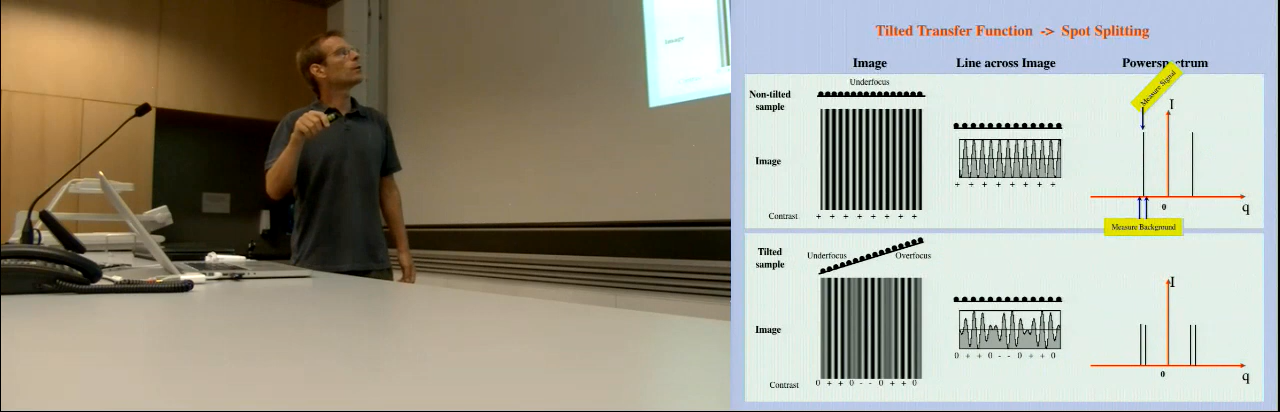 Tilted Transfer Function -> Spot Splitting
Image
Line across Image
Powerspectrum
Underfocus
Non-tilted
sample
Measure Signal
I
Image
+ + + + + + + +
0
q
Contrast
+ + + + + + + + +
Measure Background
Tilted
sample
Underfocus
Overfocus
I
Image
0 + + 0 - - 0 + + 0
0
q
Contrast
0 + + 0 - - 0 + + 0